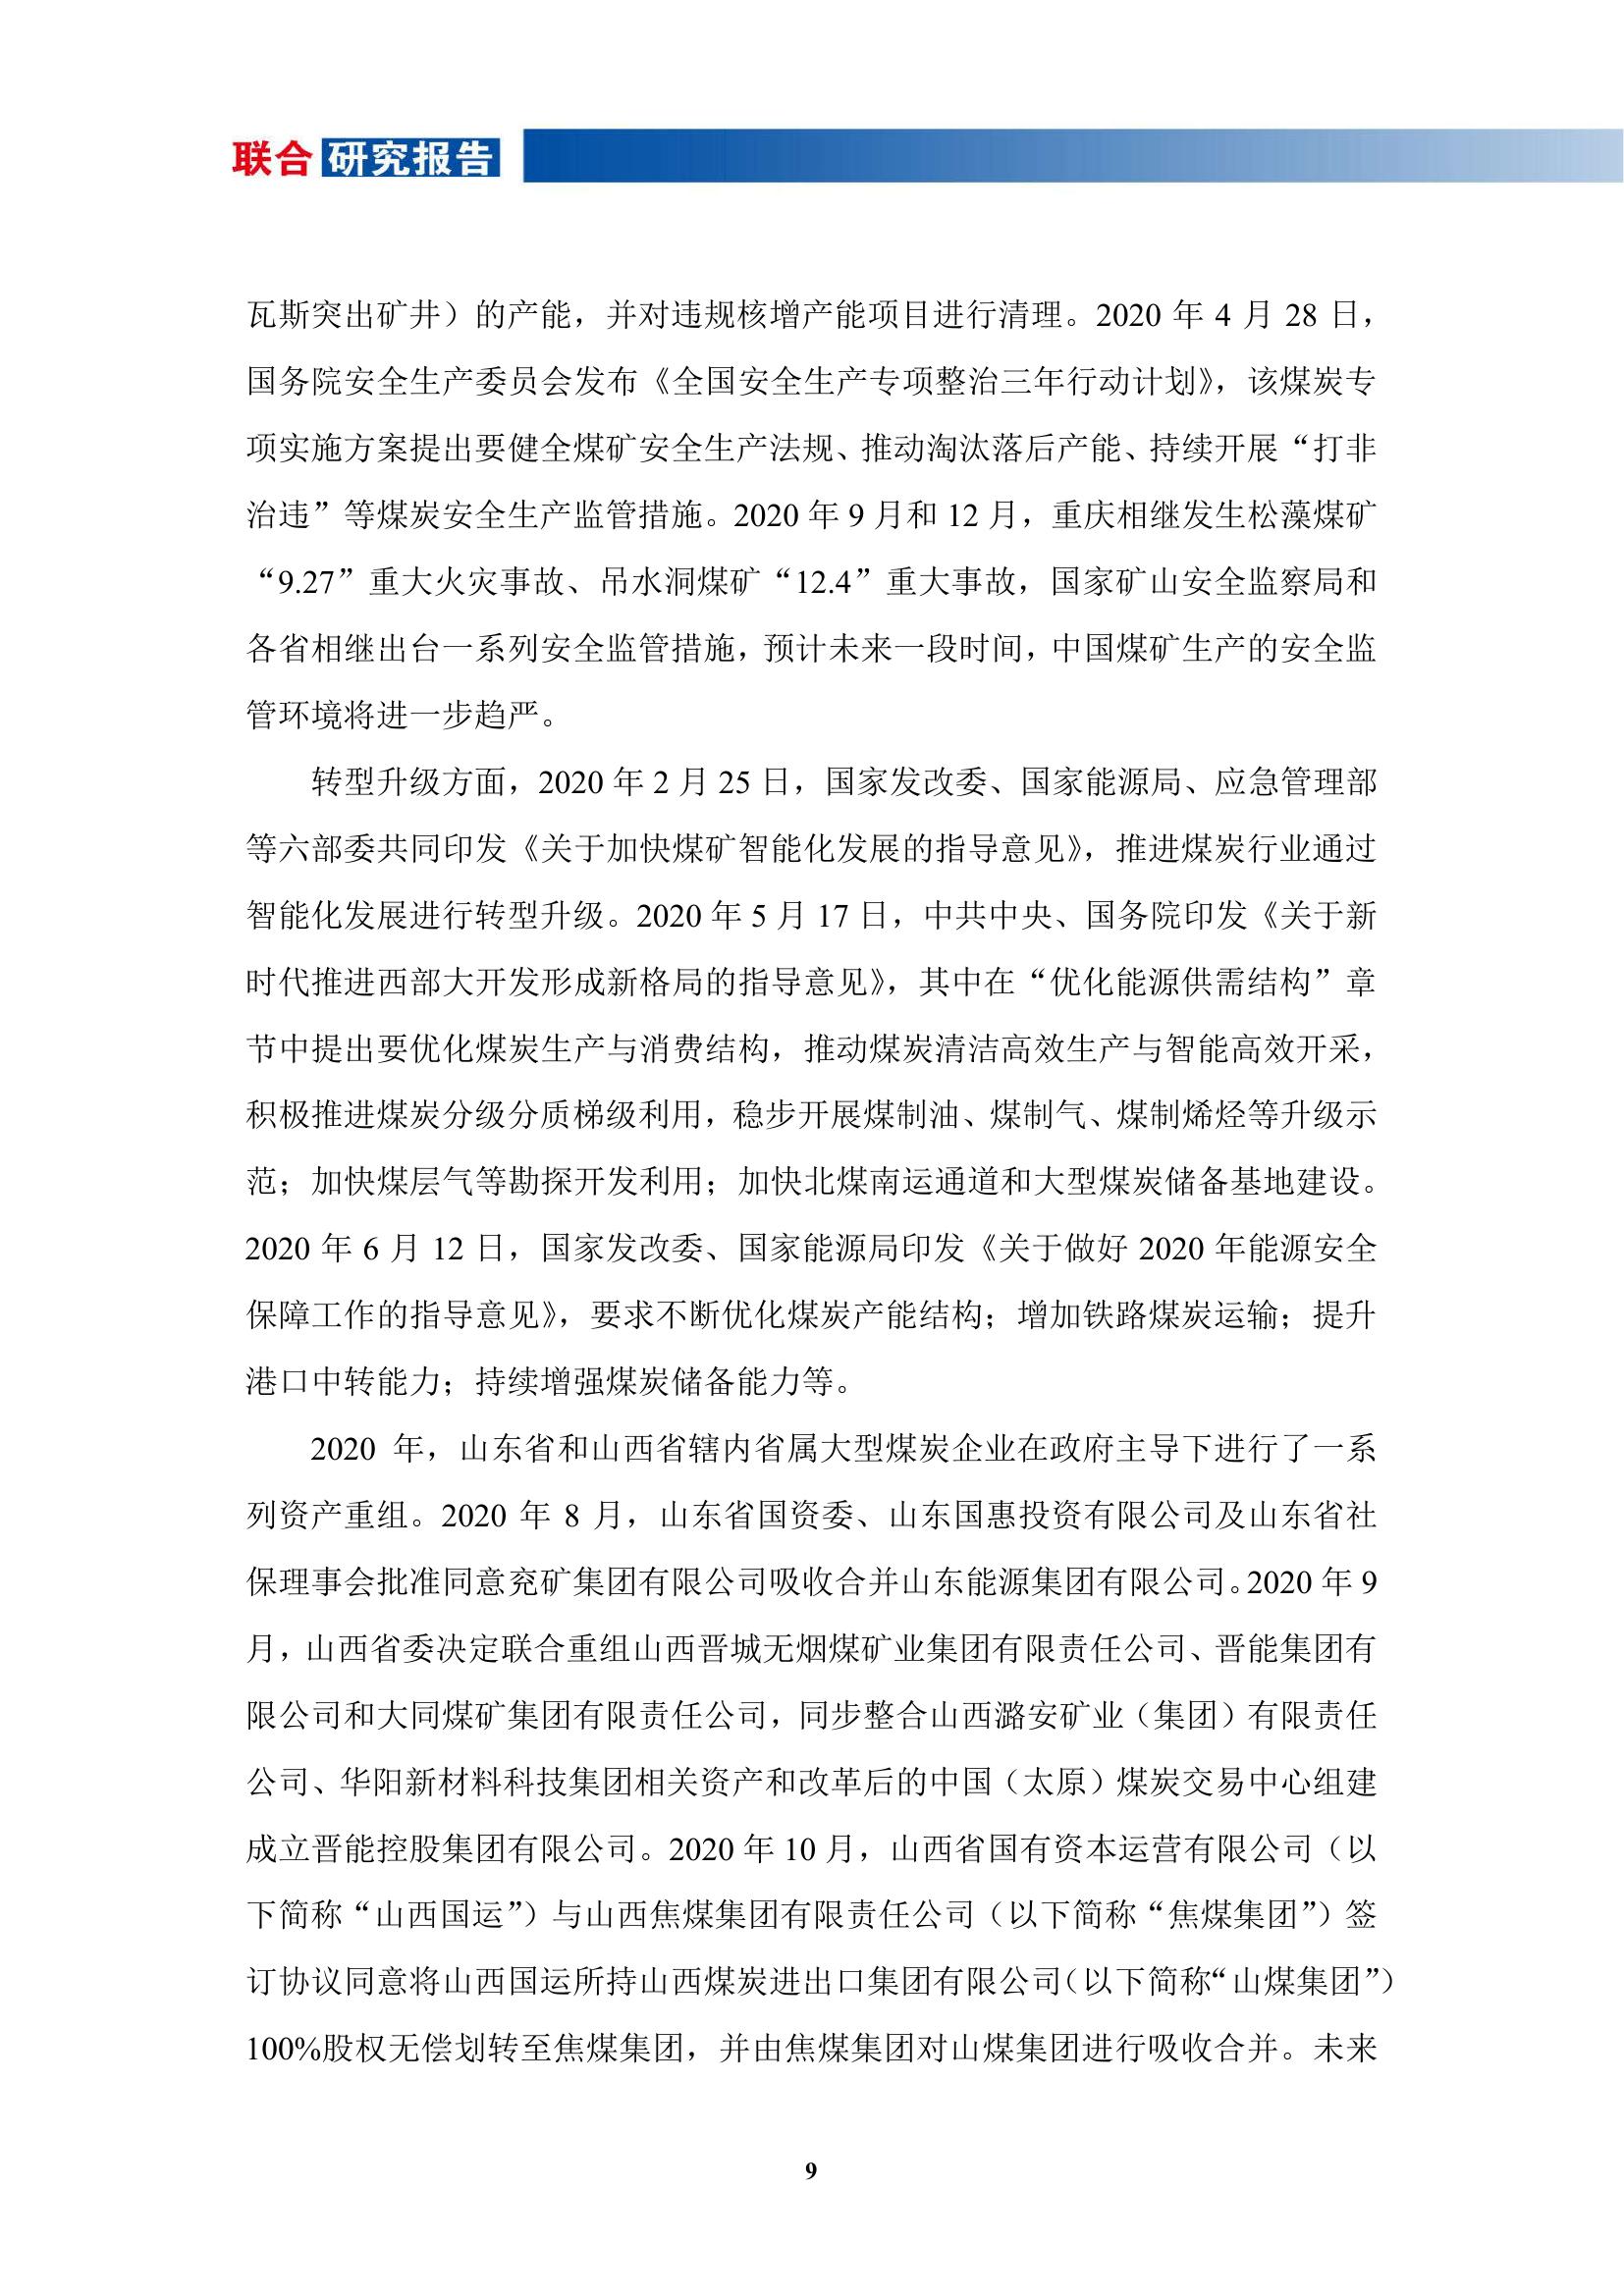 联合 研究报告
瓦斯突出矿井）的产能，并对违规核增产能项目进行清理。2020 年 4 月 28 日，
国务院安全生产委员会发布《全国安全生产专项整治三年行动计划》，该煤炭专
项实施方案提出要健全煤矿安全生产法规、推动淘汰落后产能、持续开展“打非
治违”等煤炭安全生产监管措施。2020 年 9 月和 12 月，重庆相继发生松藻煤矿
“9.27”重大火灾事故、吊水洞煤矿“12.4”重大事故，国家矿山安全监察局和
各省相继出台一系列安全监管措施，预计未来一段时间，中国煤矿生产的安全监
管环境将进一步趋严。
转型升级方面，2020 年 2 月 25 日，国家发改委、国家能源局、应急管理部
等六部委共同印发《关于加快煤矿智能化发展的指导意见》，推进煤炭行业通过
智能化发展进行转型升级。2020 年 5 月 17 日，中共中央、国务院印发《关于新
时代推进西部大开发形成新格局的指导意见》，其中在“优化能源供需结构”章
节中提出要优化煤炭生产与消费结构，推动煤炭清洁高效生产与智能高效开采，
积极推进煤炭分级分质梯级利用，稳步开展煤制油、煤制气、煤制烯烃等升级示
范；加快煤层气等勘探开发利用；加快北煤南运通道和大型煤炭储备基地建设。
2020 年 6 月 12 日，国家发改委、国家能源局印发《关于做好 2020 年能源安全
保障工作的指导意见》，要求不断优化煤炭产能结构；增加铁路煤炭运输；提升
港口中转能力；持续增强煤炭储备能力等。
2020 年，山东省和山西省辖内省属大型煤炭企业在政府主导下进行了一系
列资产重组。2020 年 8 月，山东省国资委、山东国惠投资有限公司及山东省社
保理事会批准同意兖矿集团有限公司吸收合并山东能源集团有限公司。2020 年 9
月，山西省委决定联合重组山西晋城无烟煤矿业集团有限责任公司、晋能集团有
限公司和大同煤矿集团有限责任公司，同步整合山西潞安矿业（集团）有限责任
公司、华阳新材料科技集团相关资产和改革后的中国（太原）煤炭交易中心组建
成立晋能控股集团有限公司。2020 年 10 月，山西省国有资本运营有限公司（以
下简称“山西国运”）与山西焦煤集团有限责任公司（以下简称“焦煤集团”）签
订协议同意将山西国运所持山西煤炭进出口集团有限公司（以下简称“山煤集团”）
100%股权无偿划转至焦煤集团，并由焦煤集团对山煤集团进行吸收合并。未来
9